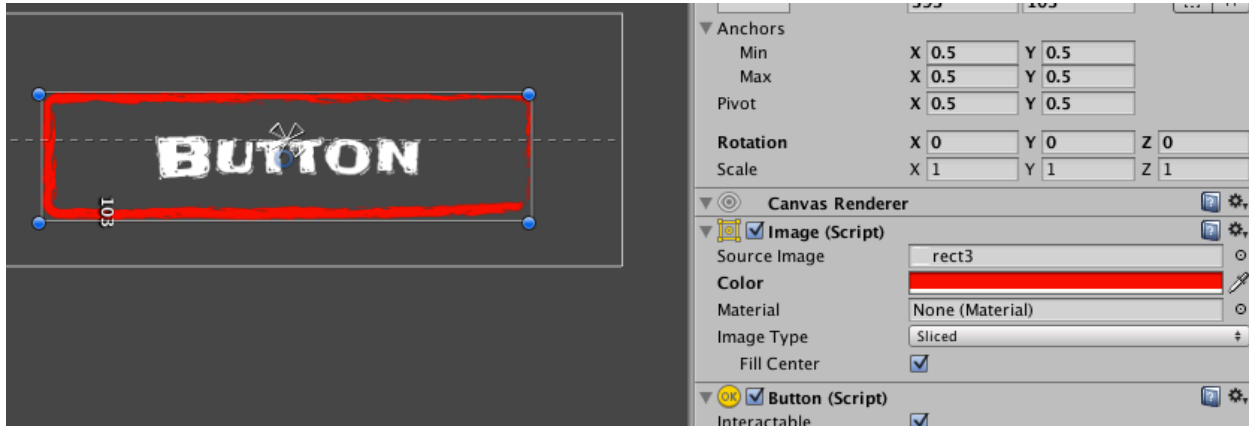 Anchors
Min X 0.5 Y 0.5
Max X 0.5 Y 0.5
Pivot X 0.5 Y 0.5
Rotation X 0 Y 0 Z 0
Scale X 1 Y 1 Z 1
Canvas Renderer
Image (Script)
Source Image rect3
Color
Material None (Material)
Image Type Sliced
Fill Center
OK Button (Script)
Interactable
BUTTON
103